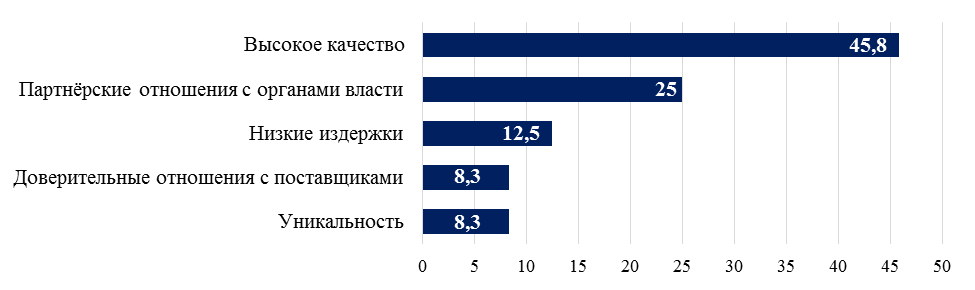 Высокое качество
45,8
Партнёрские отношения с органами власти
25
Низкие издержки
12,5
Доверительные отношения с поставщиками
8,3
Уникальность
8,3
0 5 10 15 20 25 30 35 40 45 50